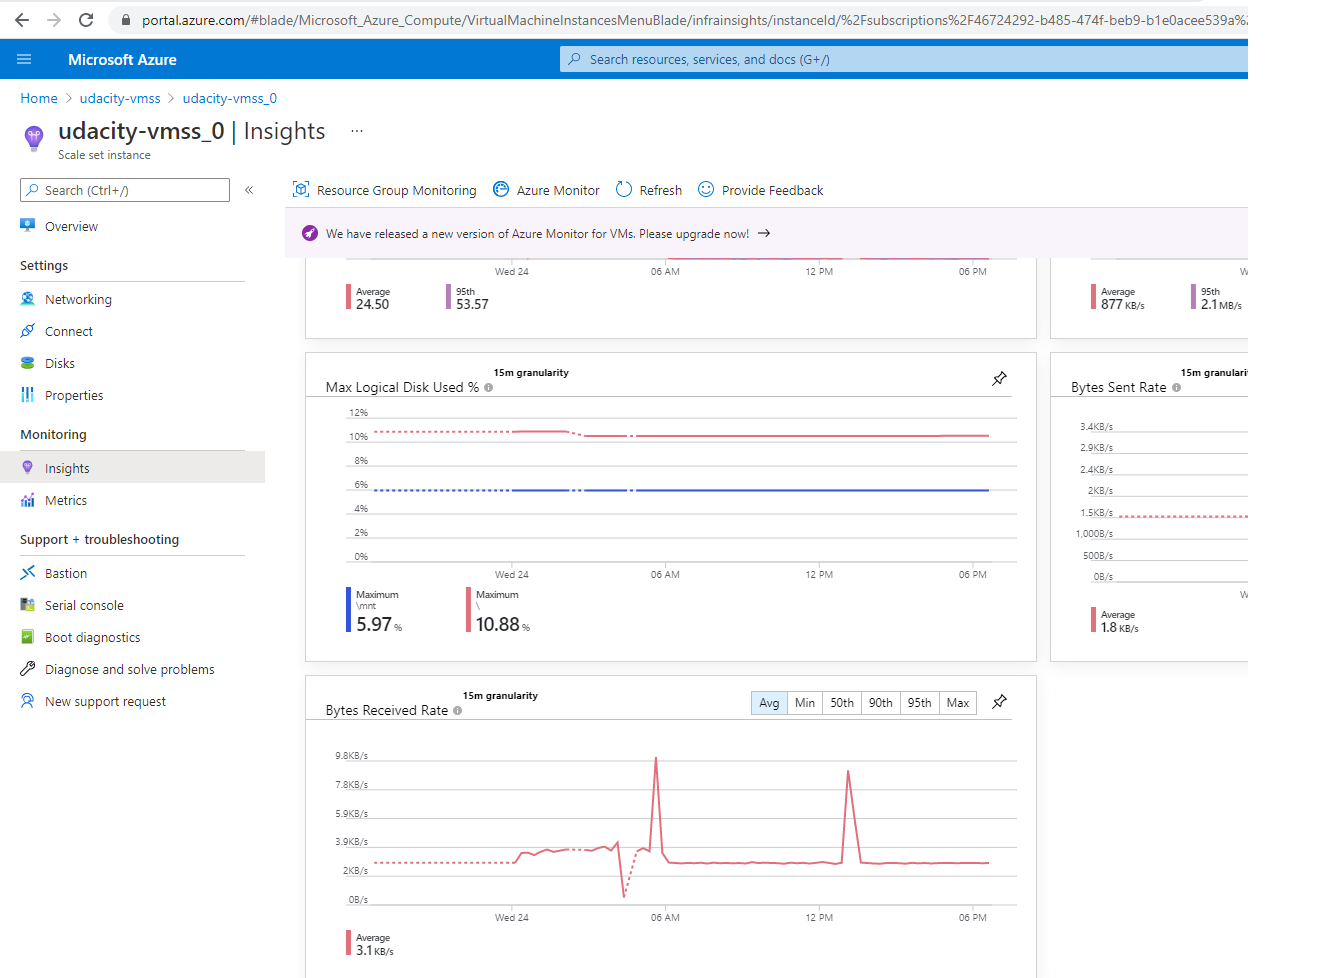 portal.azure.com/#blade/Microsoft_Azure_Compute/VirtualMachineInstancesMenuBlade/infrainsights/instanceId/%2Fsubscriptions%2F46724292-b485-474f-beb9-b1e0acee539a%2
Microsoft Azure
Search resources, services, and docs (G+/)
Home > udacity-vmss > udacity-vmss_0
udacity-vmss_0 | Insights ...
Scale set instance
Search (Ctrl+/)
«
Resource Group Monitoring
Azure Monitor
Refresh
Provide Feedback
Overview
Settings
Networking
Connect
Disks
Properties
Monitoring
Insights
Metrics
Support + troubleshooting
Bastion
Serial console
Boot diagnostics
Diagnose and solve problems
New support request
We have released a new version of Azure Monitor for VMs. Please upgrade now! →
Wed 24 06 AM 12 PM 06 PM
Average
24.50
95th
53.57
W
Average
877 KB/s
95th
2.1 MB/s
15m granularity
Max Logical Disk Used %
12%
10%
8%
6%
4%
2%
0%
Wed 24 06 AM 12 PM 06 PM
Maximum
\mnt
5.97 %
Maximum
\
10.88 %
15m granularit
Bytes Sent Rate
3.4KB/s
2.9KB/s
2.4KB/s
2KB/s
1.5KB/s
1,000B/s
500B/s
0B/s
W
Average
1.8 KB/s
15m granularity
Bytes Received Rate
Avg Min 50th 90th 95th Max
9.8KB/s
7.8KB/s
5.9KB/s
3.9KB/s
2KB/s
0B/s
Wed 24 06 AM 12 PM 06 PM
Average
3.1 KB/s